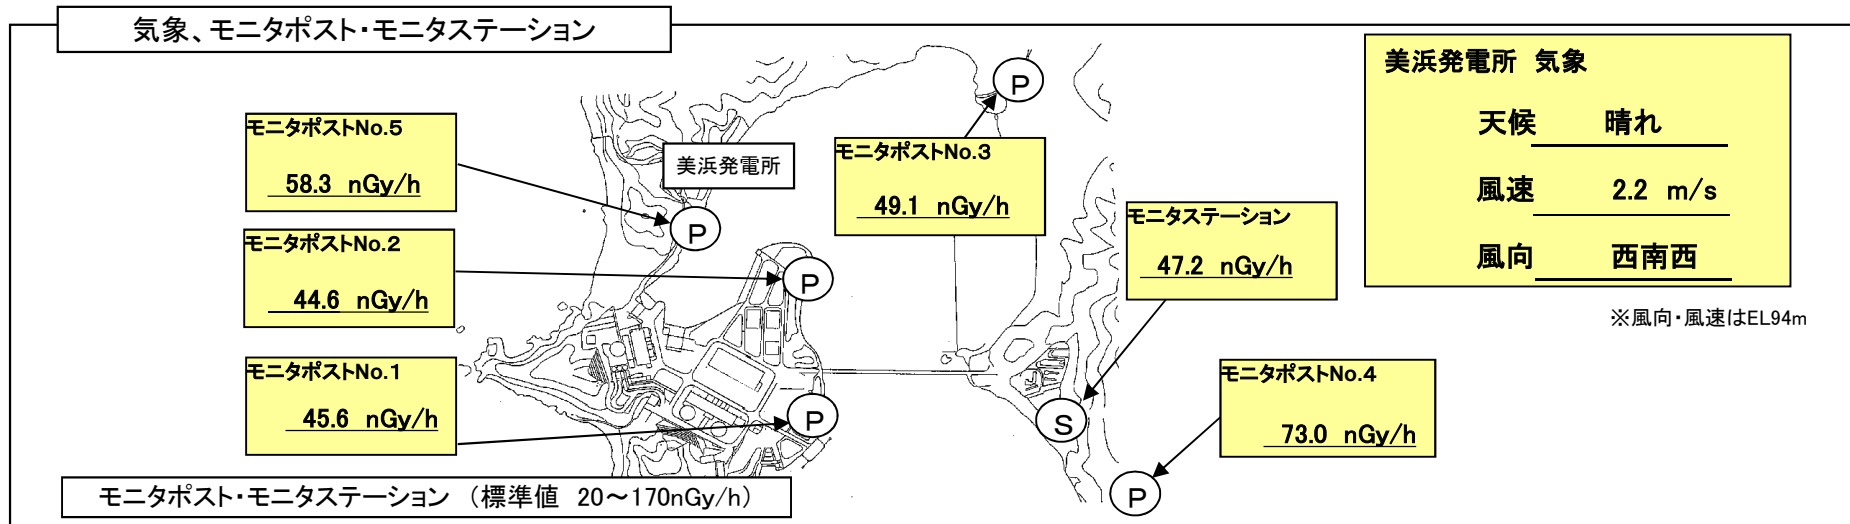 気象、モニタポスト・モニタステーション
美浜発電所 気象
天候 晴れ
風速 2.2 m/s
風向 西南西
※風向・風速はEL94m
モニタポストNo.5
58.3 nGy/h
美浜発電所
モニタポストNo.3
49.1 nGy/h
P
P
モニタポストNo.2
44.6 nGy/h
P
モニタステーション
47.2 nGy/h
モニタポストNo.1
45.6 nGy/h
P
S
モニタポストNo.4
73.0 nGy/h
P
モニタポスト・モニタステーション (標準値 20~170nGy/h)